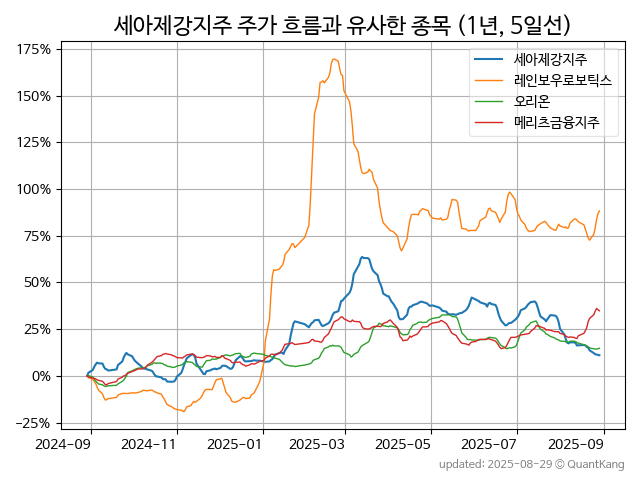 세아제강지주 주가 흐름과 유사한 종목 (1년, 5일선)
세아제강지주
레인보우로보틱스
오리온
메리츠금융지주
175%
150%
125%
100%
75%
50%
25%
0%
−25%
2024-09 2024-11 2025-01 2025-03 2025-05 2025-07 2025-09
updated: 2025-08-29 © QuantKang